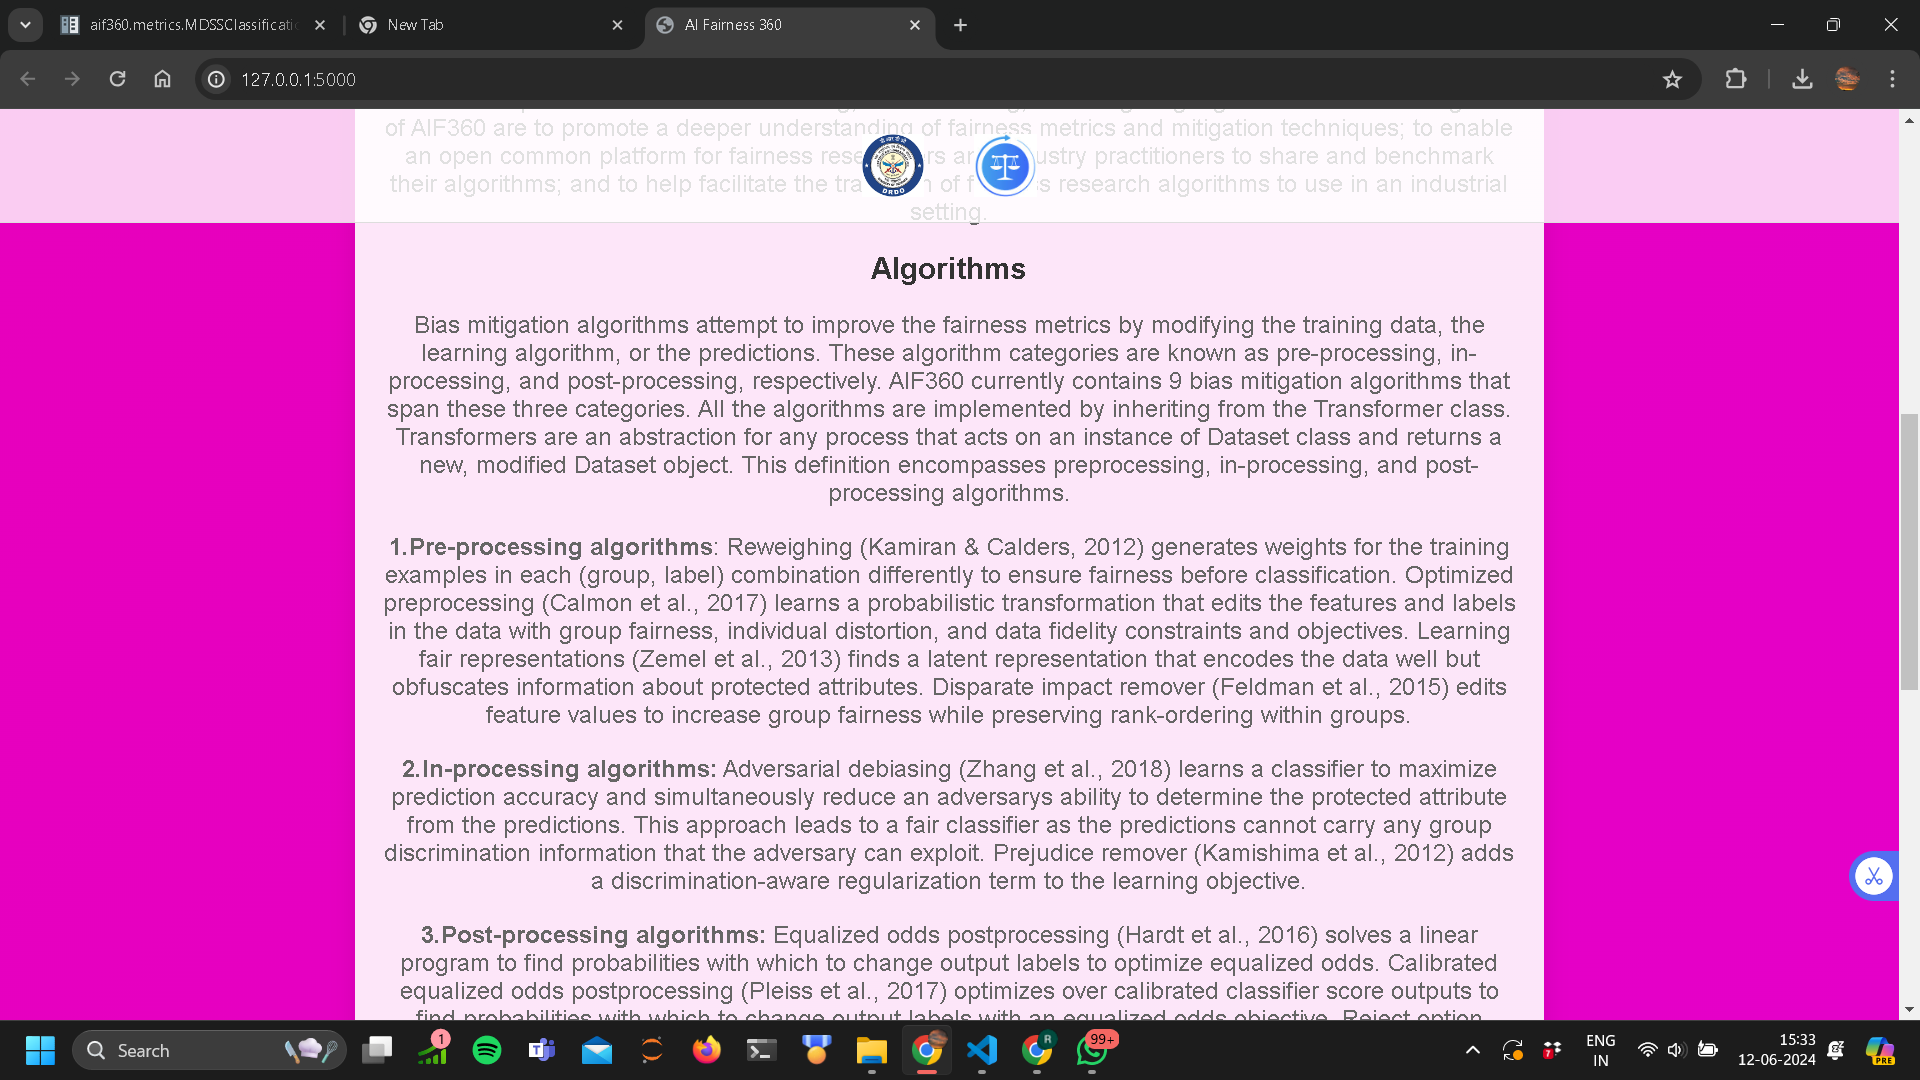 aif360.metrics.MDSSClassificati
New Tab
AI Fairness 360
127.0.0.1:5000
of AIF360 are to promote a deeper understanding of fairness metrics and mitigation techniques; to enable
an open common platform for fairness rese rs ar ustry practitioners to share and benchmark
their algorithms; and to help facilitate the tra n of f s research algorithms to use in an industrial
setting.
DRDO
Algorithms
Bias mitigation algorithms attempt to improve the fairness metrics by modifying the training data, the
learning algorithm, or the predictions. These algorithm categories are known as pre-processing, in-
processing, and post-processing, respectively. AIF360 currently contains 9 bias mitigation algorithms that
span these three categories. All the algorithms are implemented by inheriting from the Transformer class.
Transformers are an abstraction for any process that acts on an instance of Dataset class and returns a
new, modified Dataset object. This definition encompasses preprocessing, in-processing, and post-
processing algorithms.
1.Pre-processing algorithms: Reweighing (Kamiran & Calders, 2012) generates weights for the training
examples in each (group, label) combination differently to ensure fairness before classification. Optimized
preprocessing (Calmon et al., 2017) learns a probabilistic transformation that edits the features and labels
in the data with group fairness, individual distortion, and data fidelity constraints and objectives. Learning
fair representations (Zemel et al., 2013) finds a latent representation that encodes the data well but
obfuscates information about protected attributes. Disparate impact remover (Feldman et al., 2015) edits
feature values to increase group fairness while preserving rank-ordering within groups.
2.In-processing algorithms: Adversarial debiasing (Zhang et al., 2018) learns a classifier to maximize
prediction accuracy and simultaneously reduce an adversarys ability to determine the protected attribute
from the predictions. This approach leads to a fair classifier as the predictions cannot carry any group
discrimination information that the adversary can exploit. Prejudice remover (Kamishima et al., 2012) adds
a discrimination-aware regularization term to the learning objective.
3.Post-processing algorithms: Equalized odds postprocessing (Hardt et al., 2016) solves a linear
program to find probabilities with which to change output labels to optimize equalized odds. Calibrated
equalized odds postprocessing (Pleiss et al., 2017) optimizes over calibrated classifier score outputs to
find probabilities with which to change output labels with an equalized odds objective. Reject option
Search
1
R
99+
7
ENG
IN
15:33
12-06-2024
PRE